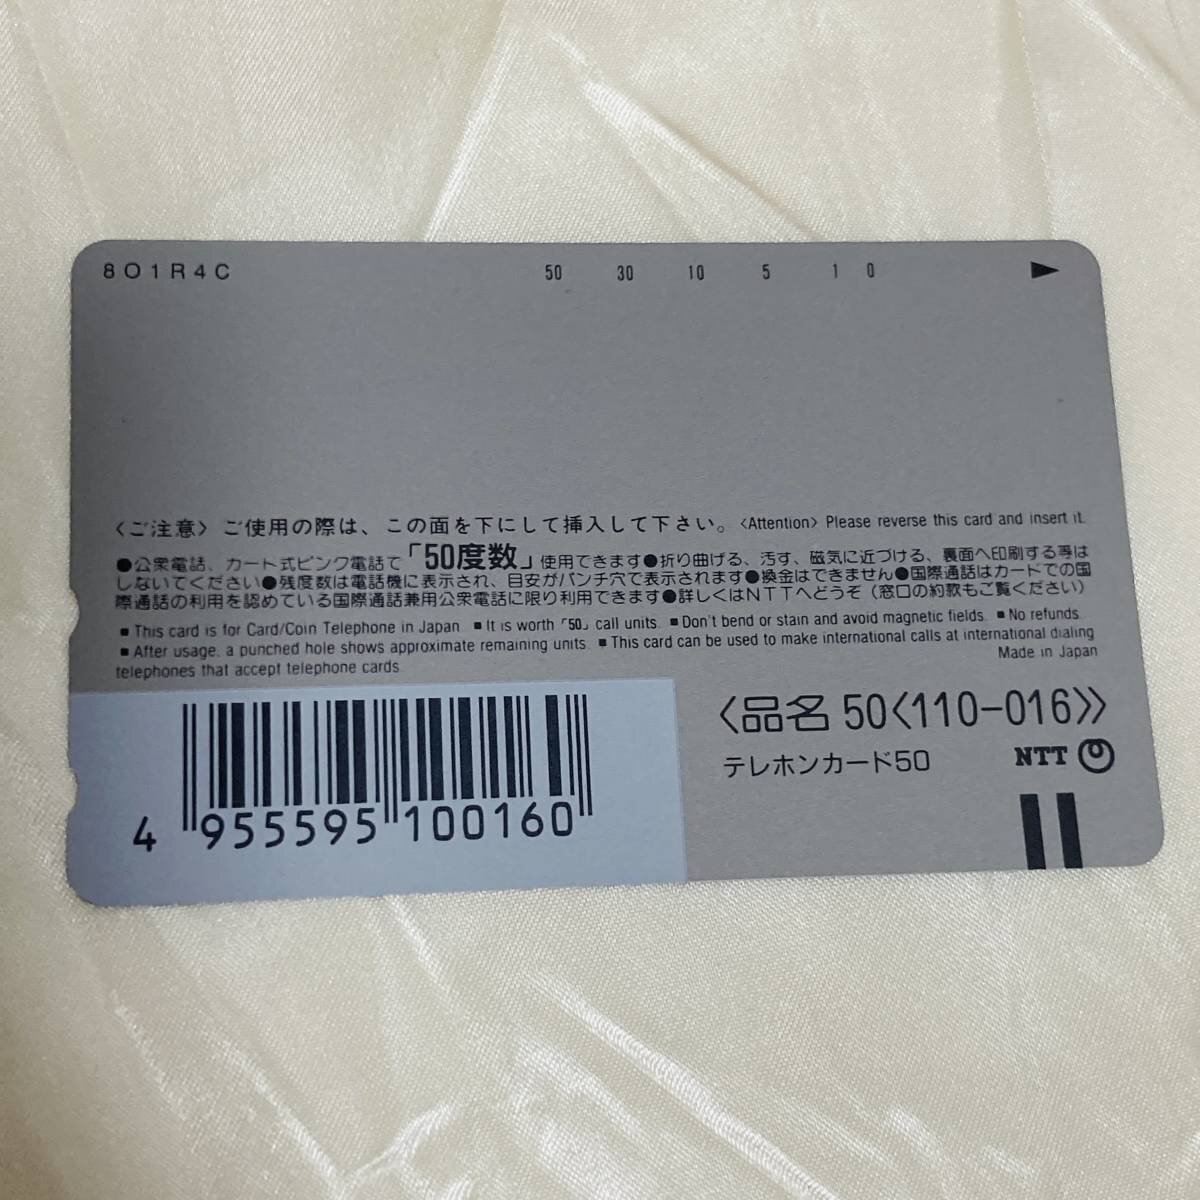 801R4C 50 30 10 5 1 0 ▶
〈ご注意〉ご使用の際は、この面を下にして挿入して下さい。〈Attention〉Please reverse this card and insert it.
●公衆電話、カード式ピンク電話で「50度数」使用できます●折り曲げる、汚す、磁気に近づける、裏面へ印刷する等は
しないでください●残度数は電話機に表示され、目安がパンチ穴で表示されます●換金はできません●国際通話はカードでの国
際通話の利用を認めている国際通話兼用公衆電話に限り利用できます●詳しくはNTTへどうぞ（窓口の約款もご覧ください）
■This card is for Card/Coin Telephone in Japan. ■It is worth「50」call units. ■Don't bend or stain and avoid magnetic fields. ■No refunds.
■After usage, a punched hole shows approximate remaining units. ■This card can be used to make international calls at international dialing
telephones that accept telephone cards.
Made in Japan
〈品名 50〈110-016〉〉
テレホンカード50
NTT
4 955595 100160